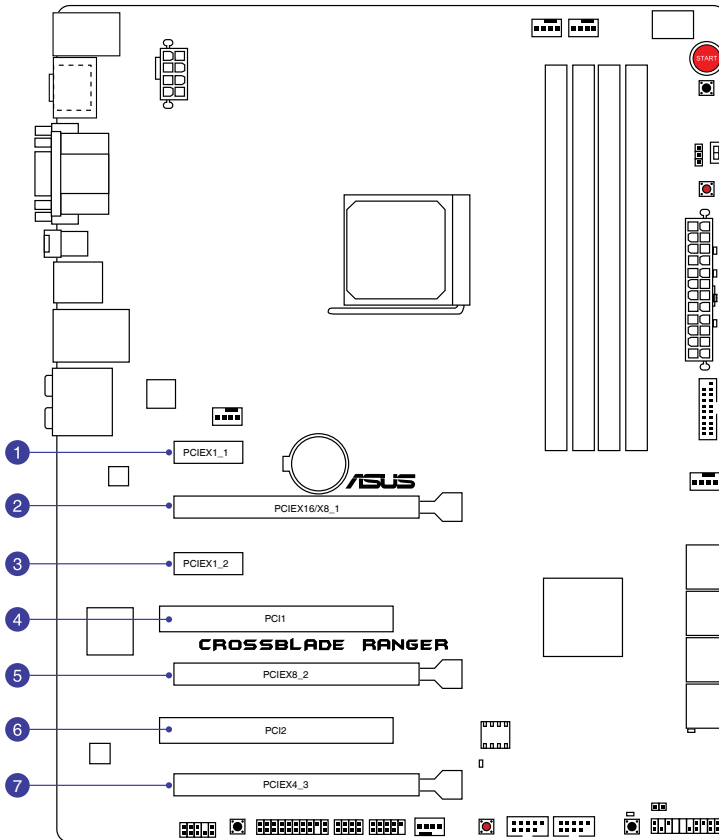 START
1
PCIEX1_1
ASUS
2
PCIEX16/X8_1
3
PCIEX1_2
4
PCI1
CROSSBLADE RANGER
5
PCIEX8_2
6
PCI2
7
PCIEX4_3